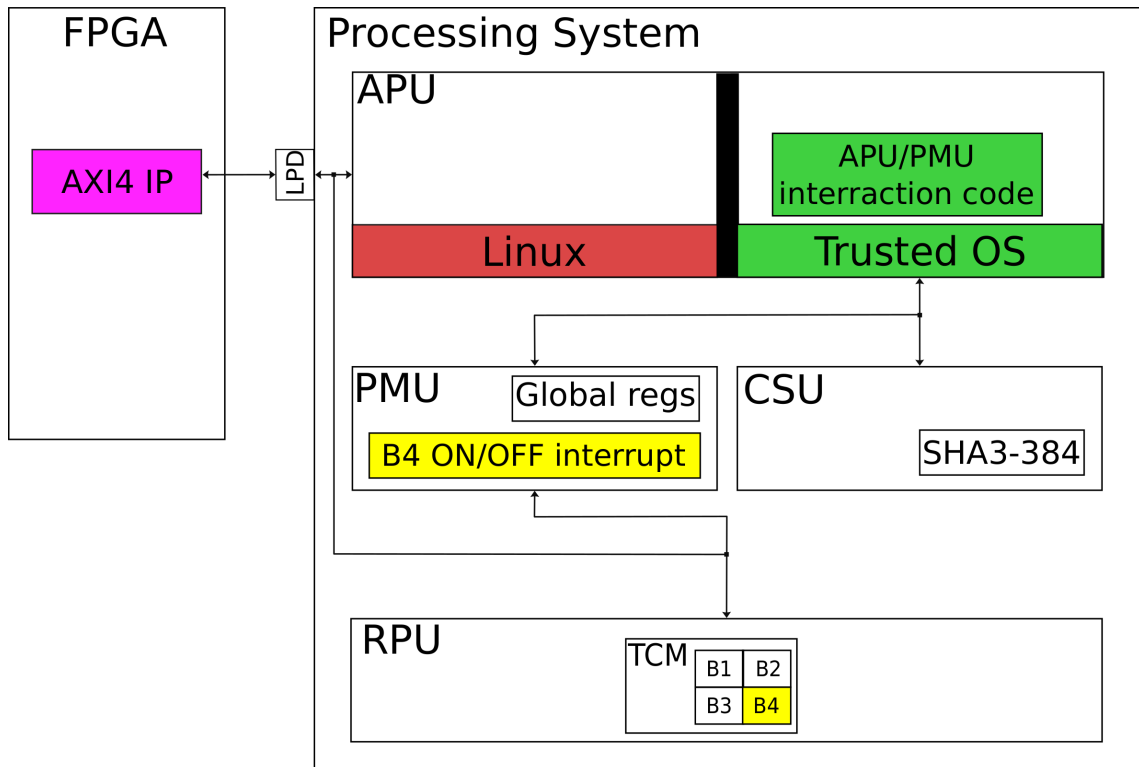 FPGA
Processing System
APU
AXI4 IP
LPD
APU/PMU
interraction code
Linux
Trusted OS
PMU
Global regs
B4 ON/OFF interrupt
CSU
SHA3-384
RPU
TCM
B1 B2
B3 B4